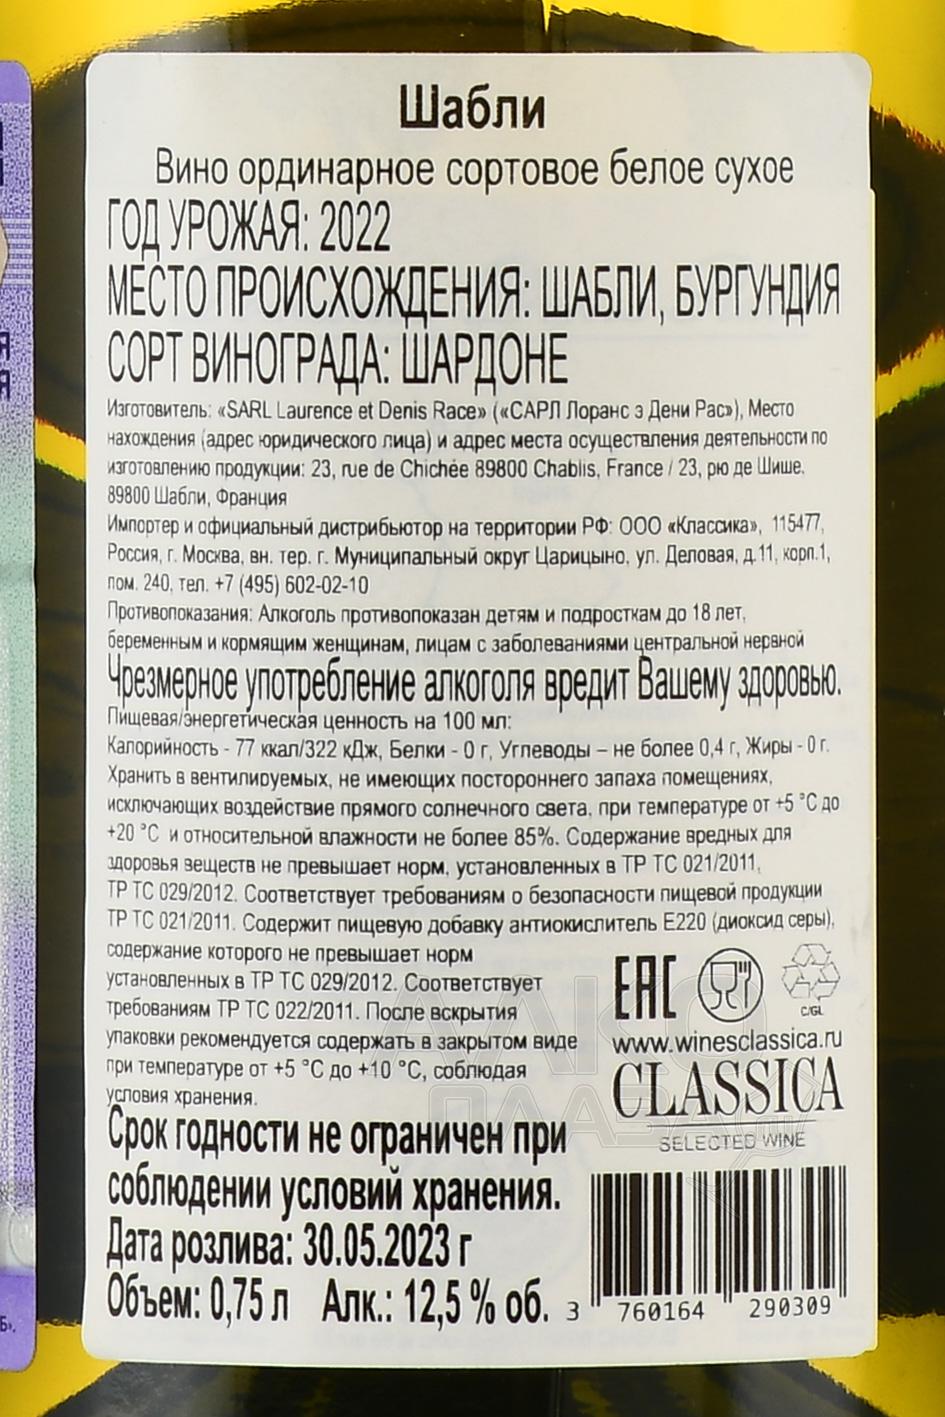 Шабли
Вино ординарное сортовое белое сухое
ГОД УРОЖАЯ: 2022
МЕСТО ПРОИСХОЖДЕНИЯ: ШАБЛИ, БУРГУНДИЯ
СОРТ ВИНОГРАДА: ШАРДОНЕ
Изготовитель: «SARL Laurence et Denis Race» («САРЛ Лоранс э Дени Рас»), Место
нахождения (адрес юридического лица) и адрес места осуществления деятельности по
изготовлению продукции: 23, rue de Chichée 89800 Chablis, France / 23, рю де Шише,
89800 Шабли, Франция
Импортер и официальный дистрибьютор на территории РФ: ООО «Классика», 115477,
Россия, г. Москва, вн. тер. г. Муниципальный округ Царицыно, ул. Деловая, д.11, корп.1,
пом. 240, тел. +7 (495) 602-02-10
Противопоказания: Алкоголь противопоказан детям и подросткам до 18 лет,
беременным и кормящим женщинам, лицам с заболеваниями центральной нервной
Чрезмерное употребление алкоголя вредит Вашему здоровью.
Пищевая/энергетическая ценность на 100 мл:
Калорийность - 77 ккал/322 кДж, Белки - 0 г, Углеводы – не более 0,4 г, Жиры - 0 г.
Хранить в вентилируемых, не имеющих постороннего запаха помещениях,
исключающих воздействие прямого солнечного света, при температуре от +5 °С до
+20 °С и относительной влажности не более 85%. Содержание вредных для
здоровья веществ не превышает норм, установленных в ТР ТС 021/2011,
ТР ТС 029/2012. Соответствует требованиям о безопасности пищевой продукции
ТР ТС 021/2011. Содержит пищевую добавку антиокислитель Е220 (диоксид серы),
содержание которого не превышает норм
установленных в ТР ТС 029/2012. Соответствует
требованиям ТР ТС 022/2011. После вскрытия
упаковки рекомендуется содержать в закрытом виде
при температуре от +5 °С до +10 °С, соблюдая
условия хранения.
EAC
C/GL
www.winesclassica.ru
CLASSICA
SELECTED WINE
Срок годности не ограничен при
соблюдении условий хранения.
Дата розлива: 30.05.2023 г
Объем: 0,75 л Алк.: 12,5 % об.
3 760164 290309
АЛКО
ПЛАЗА.ru